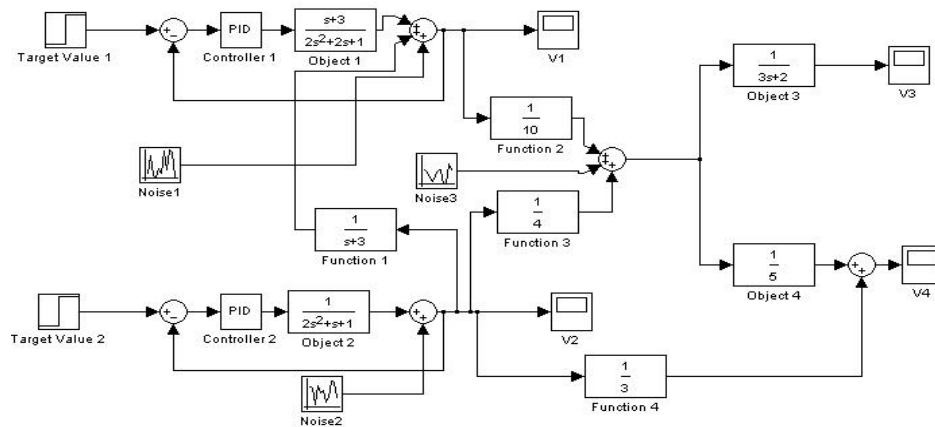 Target Value 1
+
−
PID
Controller 1
s+3
2s²+2s+1
Object 1
+
+
+
V1
1
3s+2
Object 3
V3
1
10
Function 2
Noise1
Noise3
+
+
+
1
s+3
Function 1
1
4
Function 3
1
5
Object 4
+
+
V4
Target Value 2
+
−
PID
Controller 2
1
2s²+s+1
Object 2
+
+
V2
Noise2
1
3
Function 4